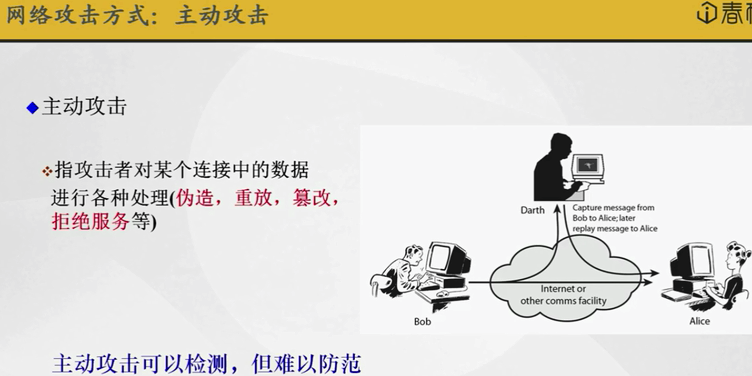 网络攻击方式：主动攻击
春
主动攻击
指攻击者对某个连接中的数据
进行各种处理(伪造，重放，篡改，
拒绝服务等)
Darth
Capture message from
Bob to Alice; later
replay message to Alice
Internet or
other comms facility
Bob
Alice
主动攻击可以检测，但难以防范